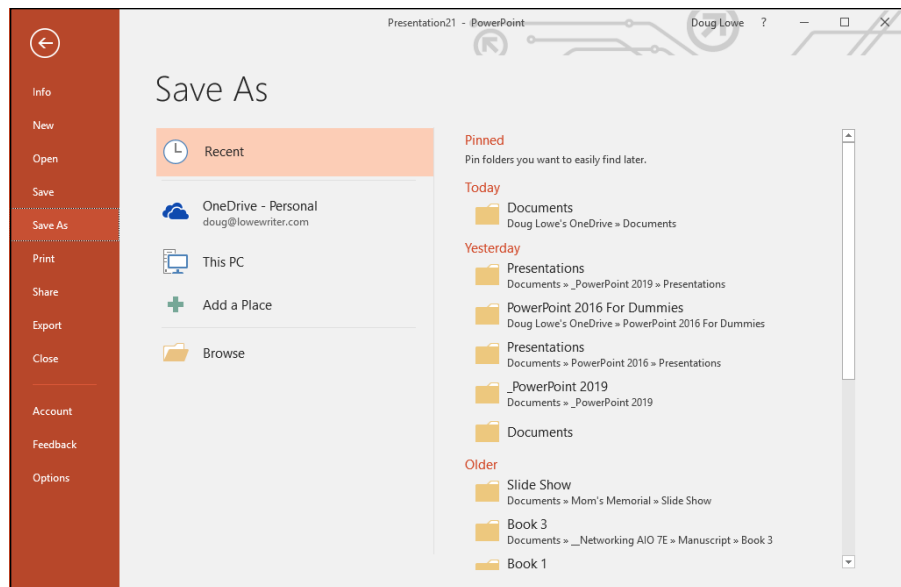 Presentation21 - PowerPoint
Doug Lowe
?
Info
New
Open
Save
Save As
Print
Share
Export
Close
Account
Feedback
Options
Save As
Recent
OneDrive - Personal
doug@lowewriter.com
This PC
Add a Place
Browse
Pinned
Pin folders you want to easily find later.
Today
Documents
Doug Lowe's OneDrive » Documents
Yesterday
Presentations
Documents » _PowerPoint 2019 » Presentations
PowerPoint 2016 For Dummies
Doug Lowe's OneDrive » PowerPoint 2016 For Dummies
Presentations
Documents » PowerPoint 2016 » Presentations
_PowerPoint 2019
Documents » _PowerPoint 2019
Documents
Older
Slide Show
Documents » Mom's Memorial » Slide Show
Book 3
Documents » __Networking AIO 7E » Manuscript » Book 3
Book 1